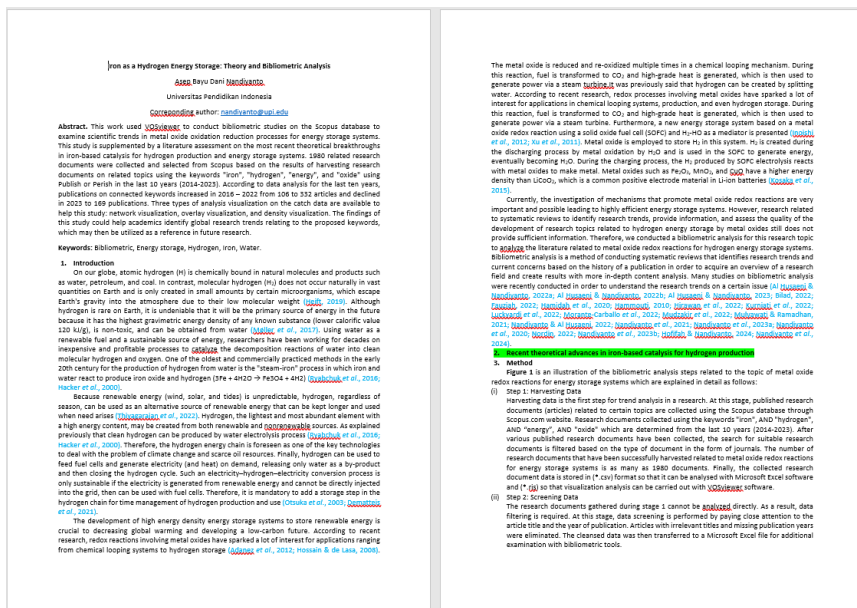 Iron as a Hydrogen Energy Storage: Theory and Bibliometric Analysis
Asep Bayu Dani Nandiyanto
Universitas Pendidikan Indonesia
Correponding author: nandiyanto@upi.edu
Abstract. This work used VOSviewer to conduct bibliometric studies on the Scopus database to
examine scientific trends in metal oxide oxidation reduction processes for energy storage systems.
This study is supplemented by a literature assessment on the most recent theoretical breakthroughs
in iron-based catalysis for hydrogen production and energy storage systems. 1980 related research
documents were collected and selected from Scopus based on the results of harvesting research
documents on related topics using the keywords "iron", "hydrogen", "energy", and "oxide" using
Publish or Perish in the last 10 years (2014-2023). According to data analysis for the last ten years,
publications on connected keywords increased in 2016 – 2022 from 106 to 332 articles and declined
in 2023 to 169 papers. Three types of analysis visualization on the catch data are available to
help this study: network visualization, overlay visualization, and density visualization. The findings of
this study could help academics identify global research trends relating to the proposed keywords,
which may then be utilized as a reference in future research.
Keywords: Bibliometric, Energy storage, Hydrogen, Iron, Water.
1. Introduction
On our globe, atomic hydrogen (H) is chemically bound in natural molecules and products such
as water, petroleum, and coal. In contrast, molecular hydrogen (H₂) does not occur naturally in vast
quantities on Earth and is only created in small amounts by certain microorganisms, which escape
Earth's gravity into the atmosphere due to their low molecular weight (Heift, 2019). Although
hydrogen is rare on Earth, it is undeniable that it will be the primary source of energy in the future
because it has the highest gravimetric energy density of any known substance (lower calorific value
120 kJ/g), is non-toxic, and can be obtained from water (Møller et al., 2017). Using water as a
renewable fuel and a sustainable source of energy, researchers have been working for decades on
inexpensive and profitable processes to catalyze the decomposition reactions of water into clean
molecular hydrogen and oxygen. One of the oldest and commercially practiced methods in the early
20th century for the production of hydrogen from water is the "steam-iron" process in which iron and
water react to produce iron oxide and hydrogen (3Fe + 4H2O → Fe3O4 + 4H2) (Ryabchuk et al., 2016;
Hacker et al., 2000).
Because renewable energy (wind, solar, and tides) is unpredictable, hydrogen, regardless of
season, can be used as an alternative source of renewable energy that can be kept longer and used
when need arises (Thiyagarajan et al., 2022). Hydrogen, the lightest and most abundant element with
a high energy content, may be created from both renewable and nonrenewable sources. As explained
previously that clean hydrogen can be produced by water electrolysis process (Ryabchuk et al., 2016;
Hacker et al., 2000). Therefore, the hydrogen energy chain is foreseen as one of the key technologies
to deal with the problem of climate change and scarce oil resources. Finally, hydrogen can be used to
feed fuel cells and generate electricity (and heat) on demand, releasing only water as a by-product
and then closing the hydrogen cycle. Such an electricity–hydrogen–electricity conversion process is
only sustainable if the electricity is generated from renewable energy and cannot be directly injected
into the grid, then can be used with fuel cells. Therefore, it is mandatory to add a storage step in the
hydrogen chain for time management of hydrogen production and use (Otsuka et al., 2003; Dematteis
et al., 2021).
The development of high energy density energy storage systems to store renewable energy is
crucial to decreasing global warming and developing a low-carbon future. According to recent
research, redox reactions involving metal oxides have sparked a lot of interest for applications ranging
from chemical looping systems to hydrogen storage (Adanez et al., 2012; Hossain & de Lasa, 2008).
The metal oxide is reduced and re-oxidized multiple times in a chemical looping mechanism. During
this reaction, fuel is transformed to CO₂ and high-grade heat is generated, which is then used to
generate power via a steam turbine.It was previously said that hydrogen can be created by splitting
water. According to recent research, redox processes involving metal oxides have sparked a lot of
interest for applications in chemical looping systems, production, and even hydrogen storage. During
this reaction, fuel is transformed to CO₂ and high-grade heat is generated, which is then used to
generate power via a steam turbine. Furthermore, a new energy storage system based on a metal
oxide redox reaction using a solid oxide fuel cell (SOFC) and H₂-HO as a mediator is presented (Inoishi
et al., 2012; Xu et al., 2011). Metal oxide is employed to store H₂ in this system. H₂ is created during
the discharging process by metal oxidation by H₂O and is used in the SOFC to generate energy,
eventually becoming H₂O. During the charging process, the H₂ produced by SOFC electrolysis reacts
with metal oxides to make metal. Metal oxides such as Fe₂O₃, MnO₂, and CuO have a higher energy
density than LiCoO₂, which is a common positive electrode material in Li-ion batteries (Kosaka et al.,
2015).
Currently, the investigation of mechanisms that promote metal oxide redox reactions are very
important and possible leading to highly efficient energy storage systems. However, research related
to systematic reviews to identify research trends, provide information, and assess the quality of the
development of research topics related to hydrogen storage by metal oxides still does not
provide sufficient information. Therefore, we conducted a bibliometric analysis for this research topic
to analyze the literature related to metal oxide redox reactions for hydrogen energy storage systems.
Bibliometric analysis is a method of conducting systematic reviews that identifies research trends and
current concerns based on the history of a publication in order to acquire an overview of a research
field and create results with more in-depth content analysis. Many studies on bibliometric analysis
were recently conducted in order to understand the research trends on a certain issue (Al Husaeni &
Nandiyanto, 2022a; Al Husaeni & Nandiyanto, 2022b; Al Husaeni & Nandiyanto, 2023; Bilad, 2022;
Fauziah, 2022; Hamidah et al., 2020; Hammouti, 2010; Hirawan et al., 2022; Kurniati et al., 2022;
Luckyardi et al., 2022; Morante-Carballo et al., 2022; Mudzakir et al., 2022; Mulyawati & Ramadhan,
2021; Nandiyanto & Al Husaeni, 2022; Nandiyanto et al., 2021; Nandiyanto et al., 2023a; Nandiyanto
et al., 2020; Nordin, 2022; Nandiyanto et al., 2023b; Hofifah & Nandiyanto, 2024; Nandiyanto et al.,
2024).
2. Recent theoretical advances in iron-based catalysis for hydrogen production
3. Method
Figure 1 is an illustration of the bibliometric analysis steps related to the topic of metal oxide
redox reactions for energy storage systems which are explained in detail as follows:
(i) Step 1: Harvesting Data
Harvesting data is the first step for trend analysis in a research. At this stage, published research
documents (articles) related to certain topics are collected using the Scopus database through
Scopus.com website. Research documents collected using the keywords "iron", AND "hydrogen",
AND "energy", AND "oxide" which are determined from the last 10 years (2014-2023). After
various published research documents have been collected, the search for suitable research
documents is filtered based on the type of document in the form of journals. The number of
research documents that have been successfully harvested related to metal oxide redox reactions
for energy storage systems is as many as 1980 documents. Finally, the collected research
document data is stored in (*.csv) format so that it can be analysed with Microsoft Excel software
and (*.ris) so that visualization analysis can be carried out with VOSviewer software.
(ii) Step 2: Screening Data
The research documents gathered during stage 1 cannot be analyzed directly. As a result, data
filtering is required. At this stage, data screening is performed by paying close attention to the
article title and the year of publication. Articles with irrelevant titles and missing publication years
were eliminated. The cleansed data was then transferred to a Microsoft Excel file for additional
examination with bibliometric tools.